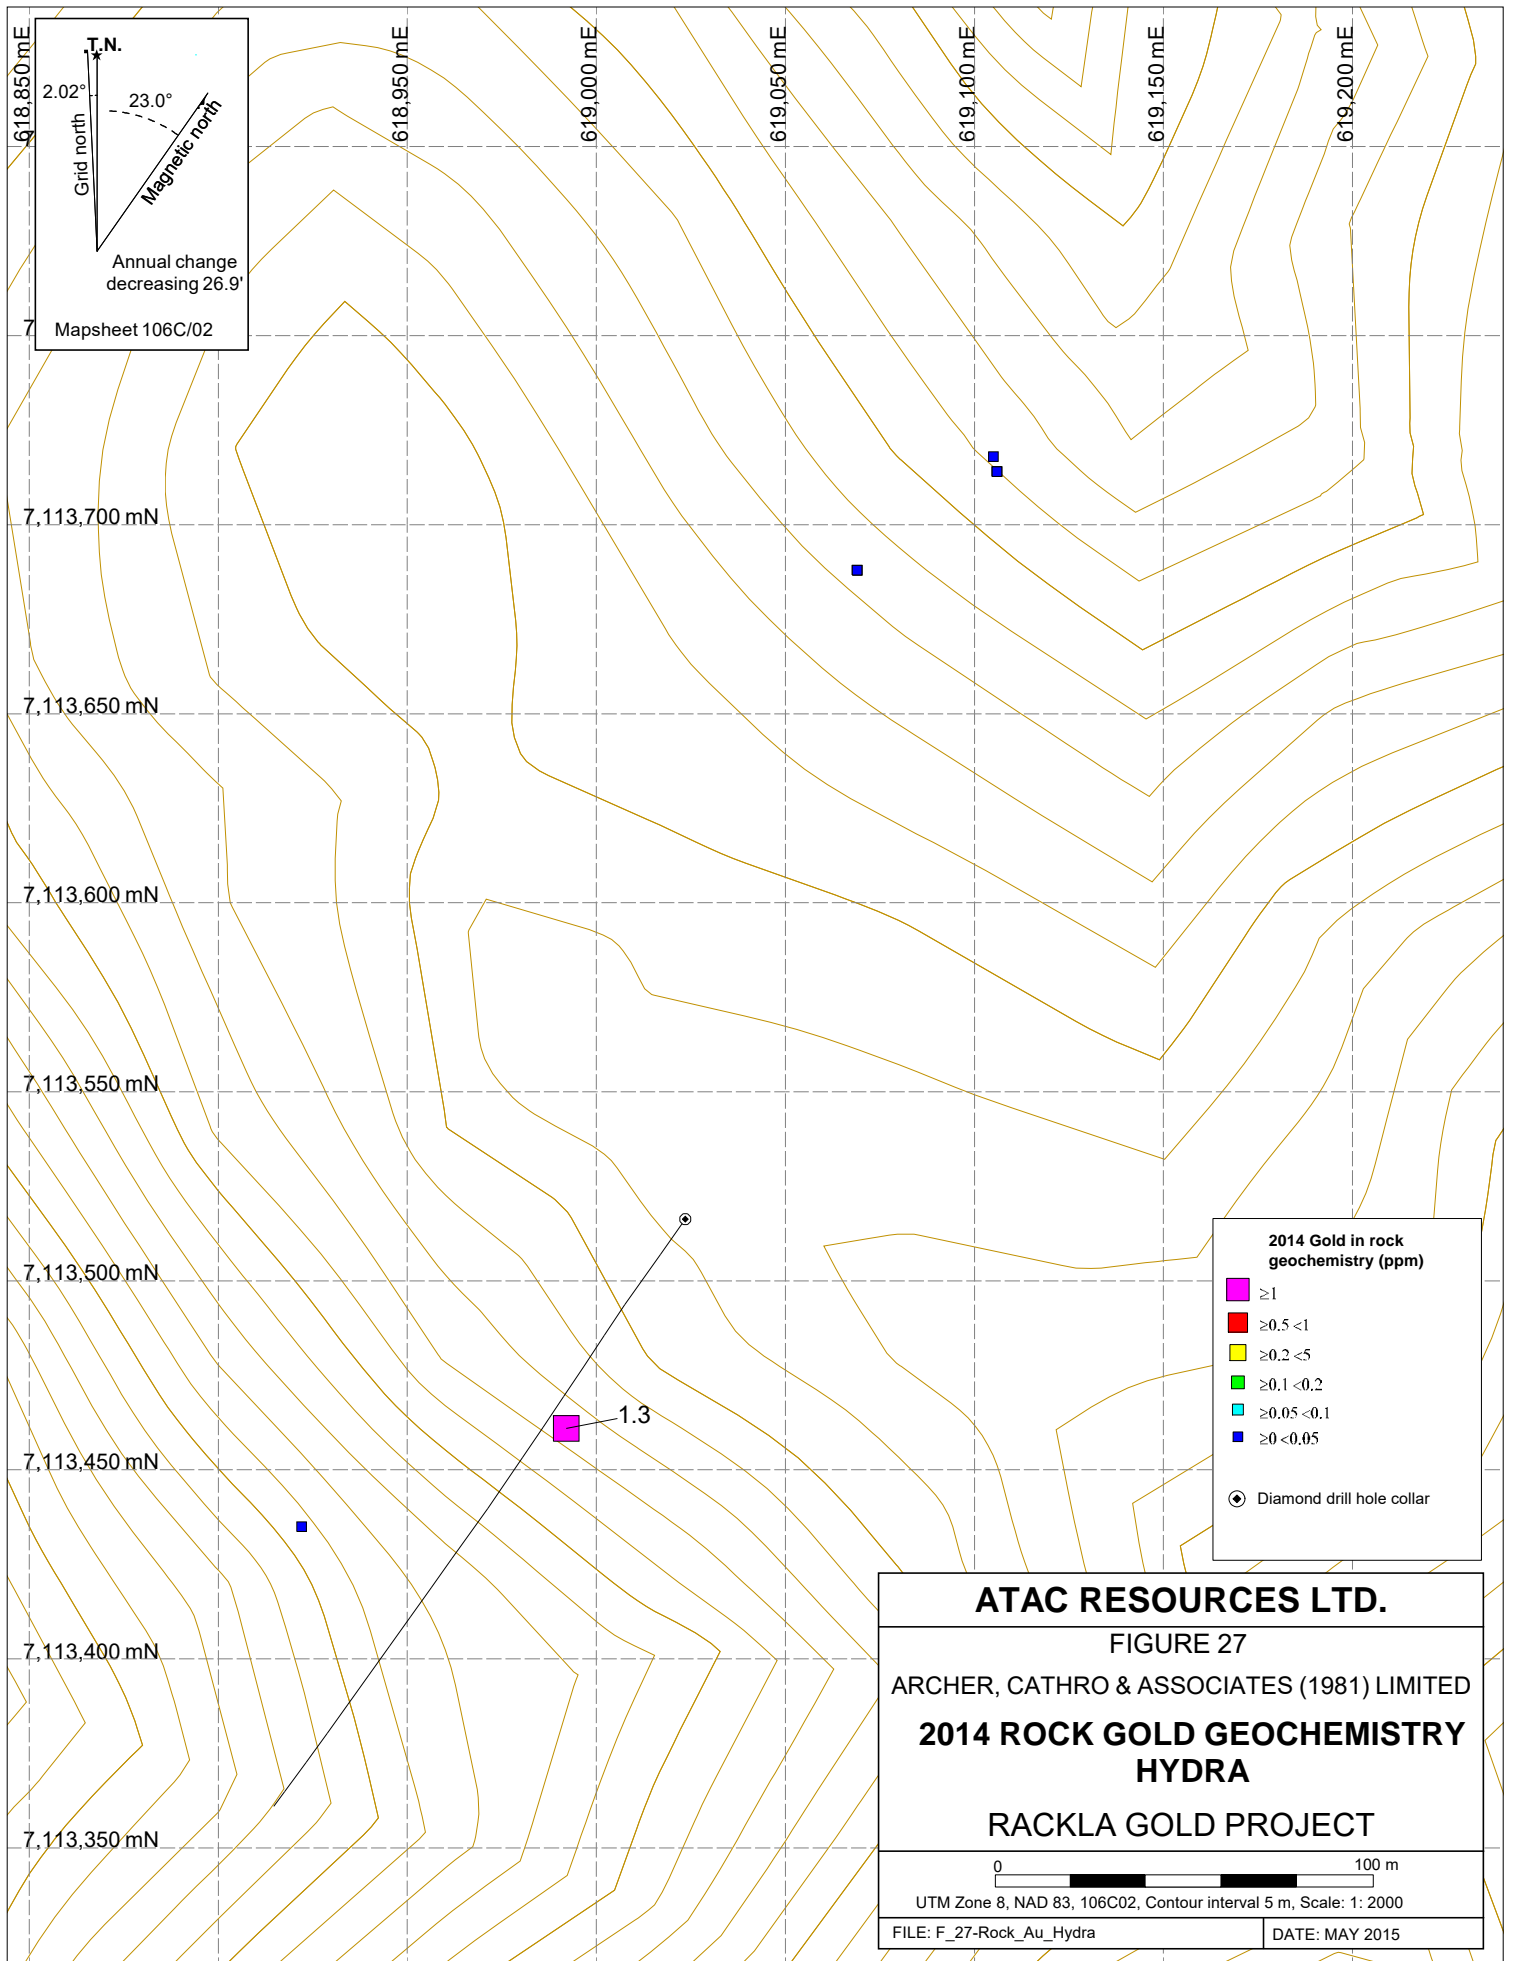 618,850 mE
618,950 mE
619,000 mE
619,050 mE
619,100 mE
619,150 mE
619,200 mE
T.N.
2.02°
23.0°
Grid north
Magnetic north
Annual change
decreasing 26.9'
Mapsheet 106C/02
7
7
7,113,700 mN
7,113,650 mN
7,113,600 mN
7,113,550 mN
7,113,500 mN
7,113,450 mN
7,113,400 mN
7,113,350 mN
1.3
2014 Gold in rock
geochemistry (ppm)
≥1
≥0.5 <1
≥0.2 <5
≥0.1 <0.2
≥0.05 <0.1
≥0 <0.05
Diamond drill hole collar
ATAC RESOURCES LTD.
FIGURE 27
ARCHER, CATHRO & ASSOCIATES (1981) LIMITED
2014 ROCK GOLD GEOCHEMISTRY
HYDRA
RACKLA GOLD PROJECT
0 100 m
UTM Zone 8, NAD 83, 106C02, Contour interval 5 m, Scale: 1: 2000
FILE: F_27-Rock_Au_Hydra
DATE: MAY 2015